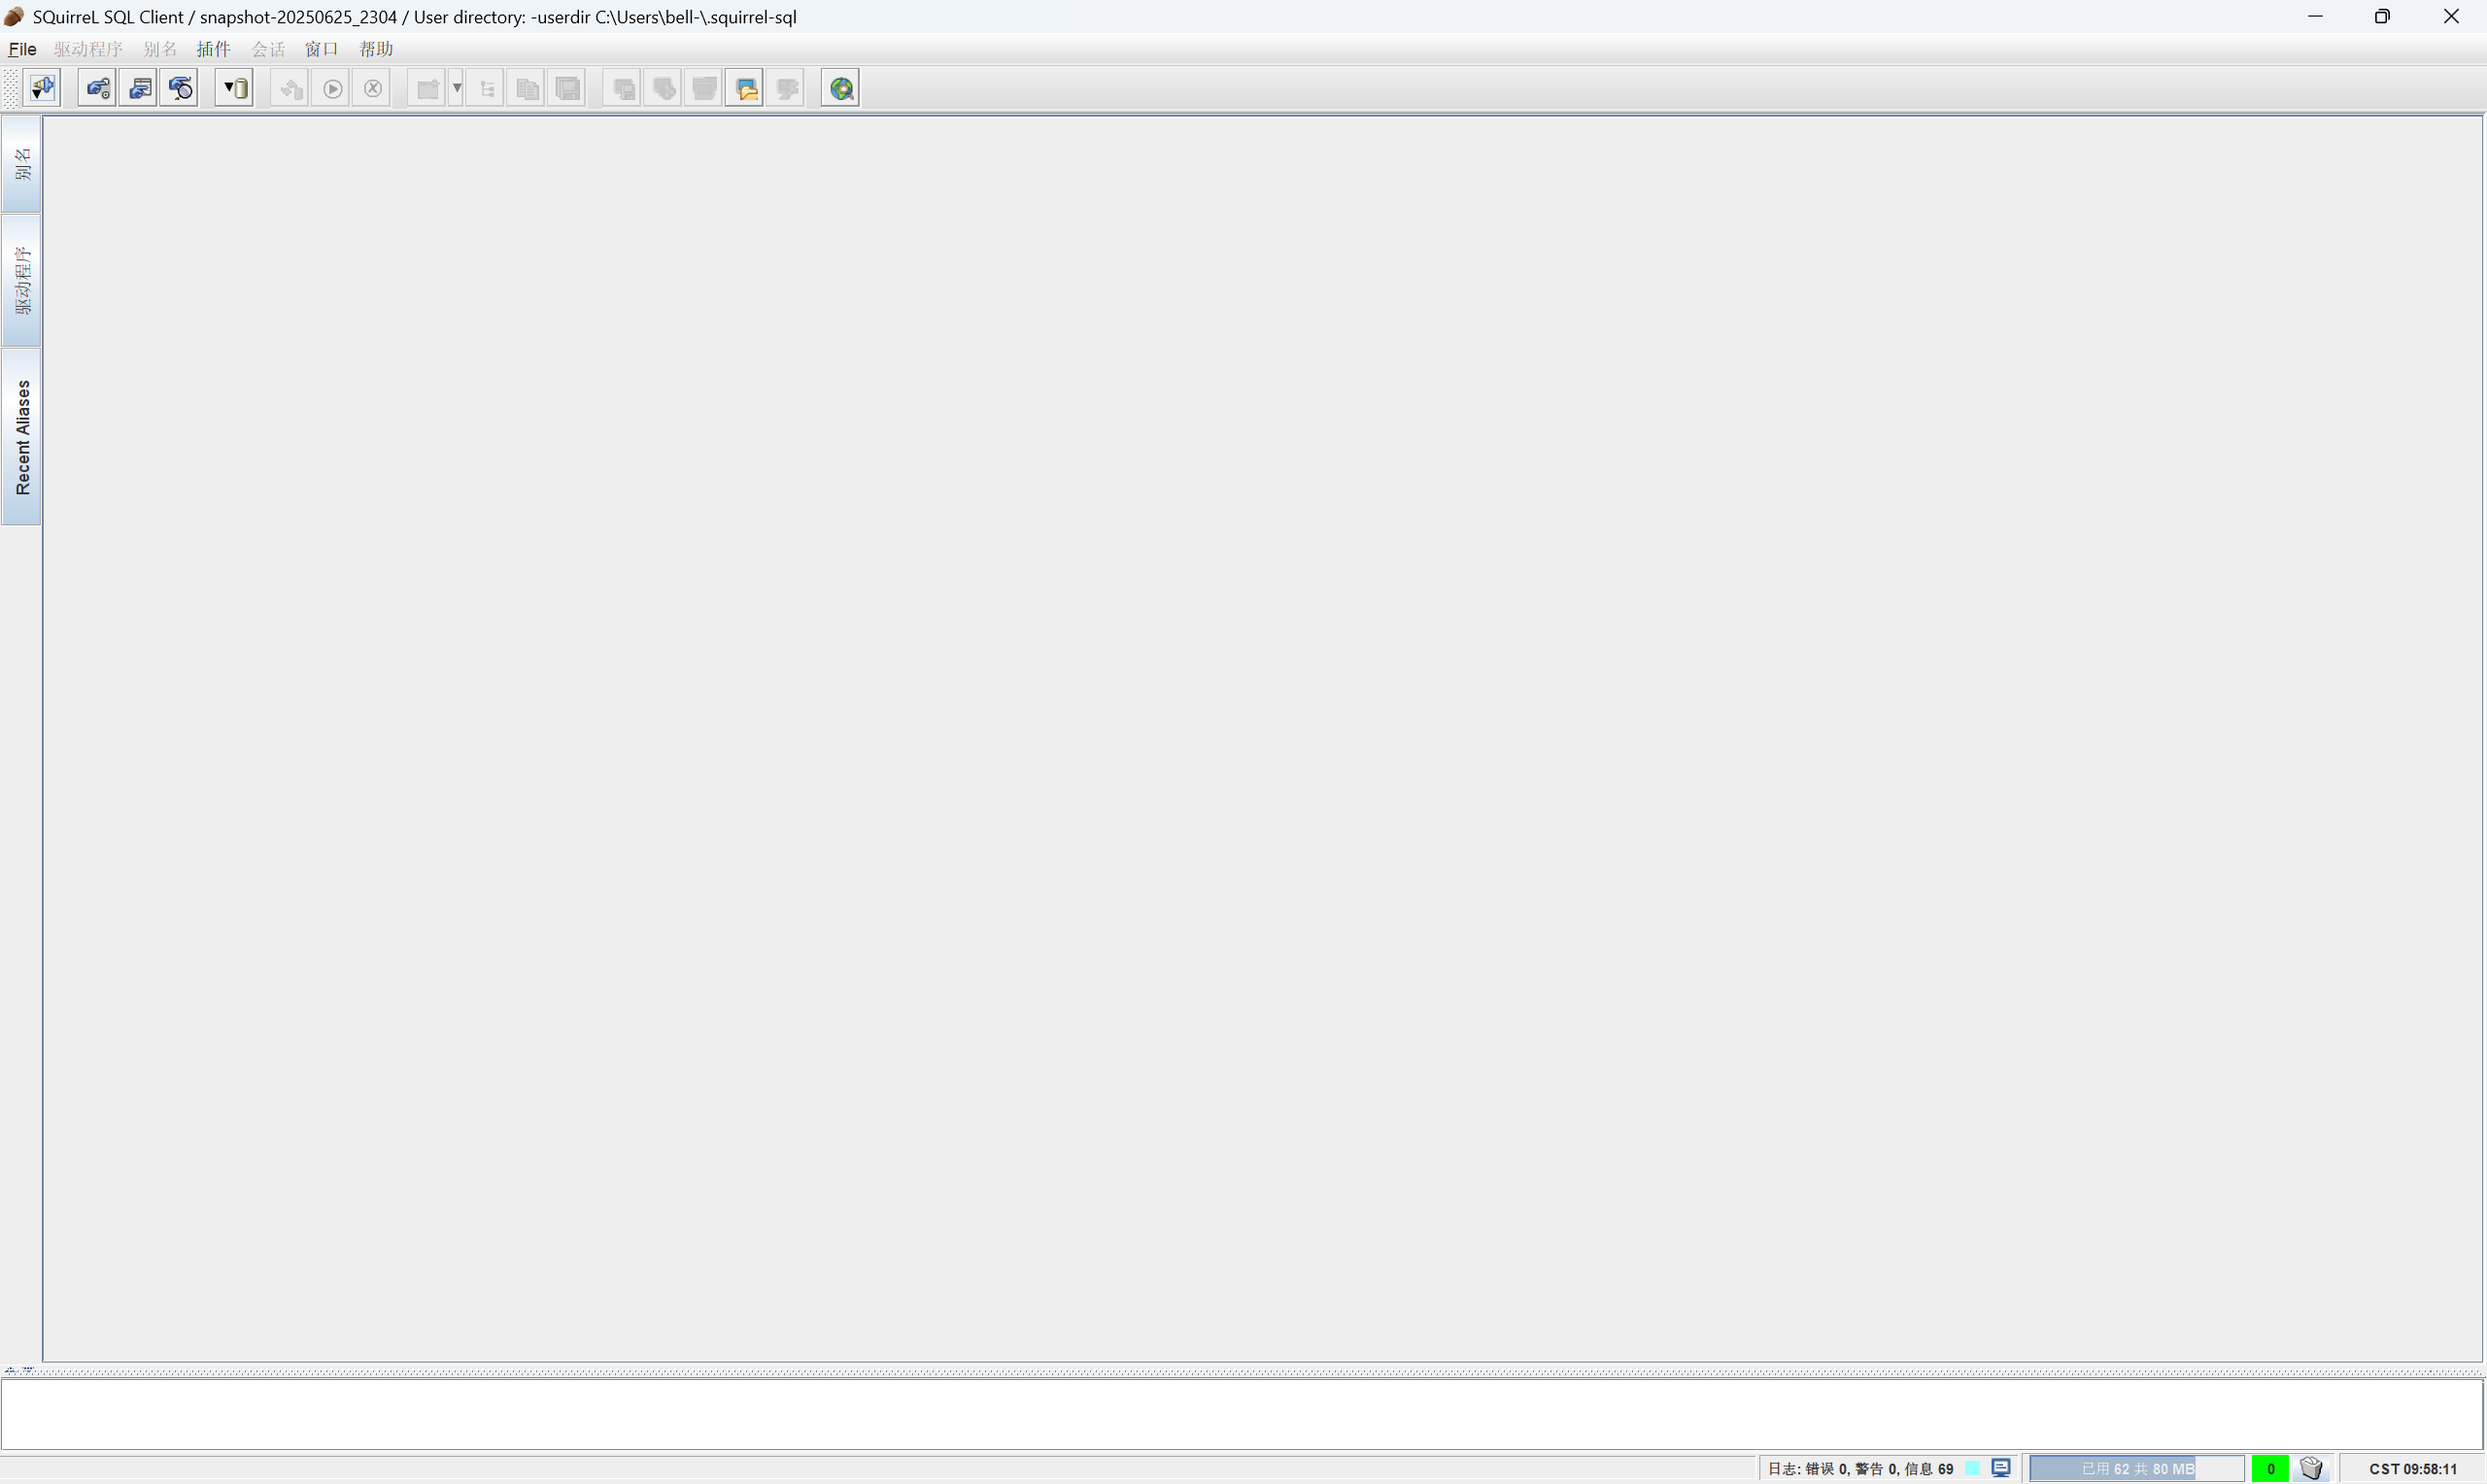 SQuirreL SQL Client / snapshot-20250625_2304 / User directory: -userdir C:\Users\bell-\.squirrel-sql
File 驱动程序 别名 插件 会话 窗口 帮助
别名
驱动程序
Recent Aliases
日志: 错误 0, 警告 0, 信息 69 已用 62 共 80 MB 0 CST 09:58:11